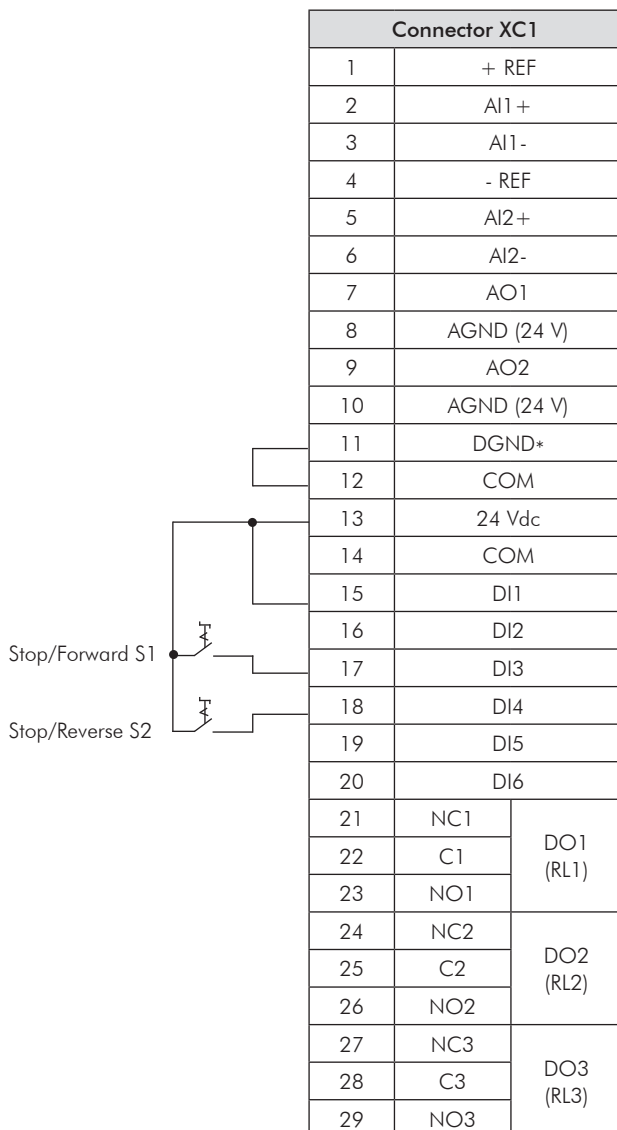 Connector XC1
1 + REF
2 AI1+
3 AI1-
4 - REF
5 AI2+
6 AI2-
7 AO1
8 AGND (24 V)
9 AO2
10 AGND (24 V)
11 DGND*
12 COM
13 24 Vdc
14 COM
15 DI1
16 DI2
Stop/Forward S1
17 DI3
18 DI4
Stop/Reverse S2
19 DI5
20 DI6
21 NC1
22 C1
23 NO1
DO1
(RL1)
24 NC2
25 C2
26 NO2
DO2
(RL2)
27 NC3
28 C3
29 NO3
DO3
(RL3)